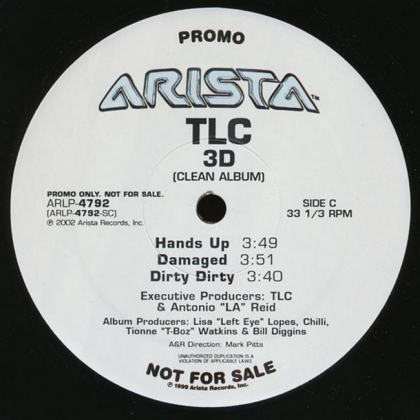 PROMO
ARISTA™
TLC
3D
(CLEAN ALBUM)
PROMO ONLY. NOT FOR SALE.
ARLP-4792
(ARLP-4792-SC)
℗ 2002 Arista Records, Inc.
SIDE C
33 1/3 RPM
Hands Up 3:49
Damaged 3:51
Dirty Dirty 3:40
Executive Producers: TLC
& Antonio "LA" Reid
Album Producers: Lisa "Left Eye" Lopes, Chilli,
Tionne "T-Boz" Watkins & Bill Diggins
A&R Direction: Mark Pitts
UNAUTHORIZED DUPLICATION IS A
VIOLATION OF APPLICABLE LAWS
NOT FOR SALE
© 1999 Arista Records, Inc.